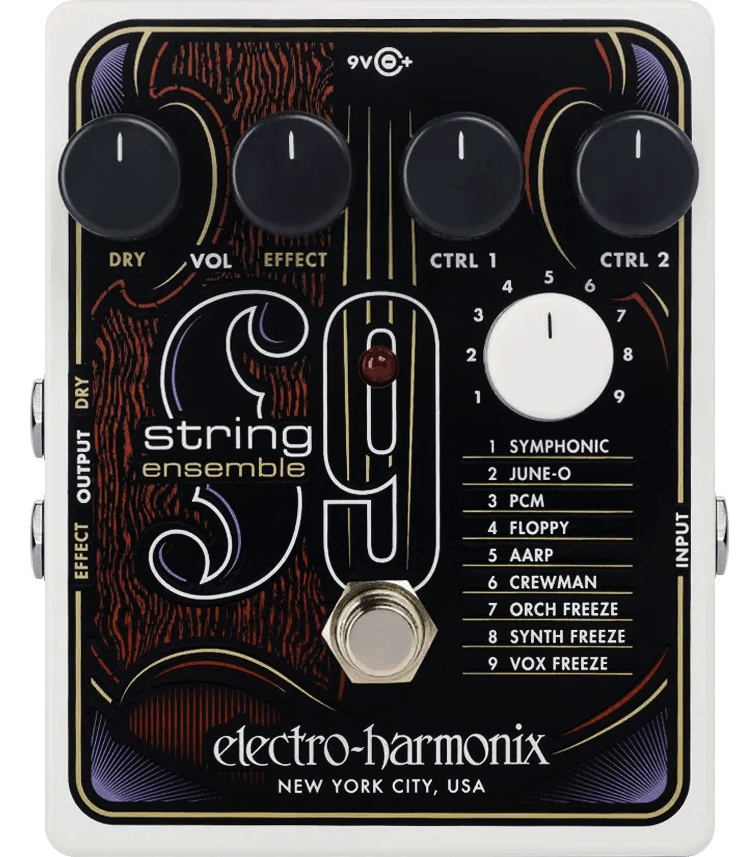 9V +
DRY VOL EFFECT CTRL 1 CTRL 2
1 2 3 4 5 6 7 8 9
S9
string
ensemble
EFFECT OUTPUT DRY
INPUT
1 SYMPHONIC
2 JUNE-O
3 PCM
4 FLOPPY
5 AARP
6 CREWMAN
7 ORCH FREEZE
8 SYNTH FREEZE
9 VOX FREEZE
electro-harmonix
NEW YORK CITY, USA